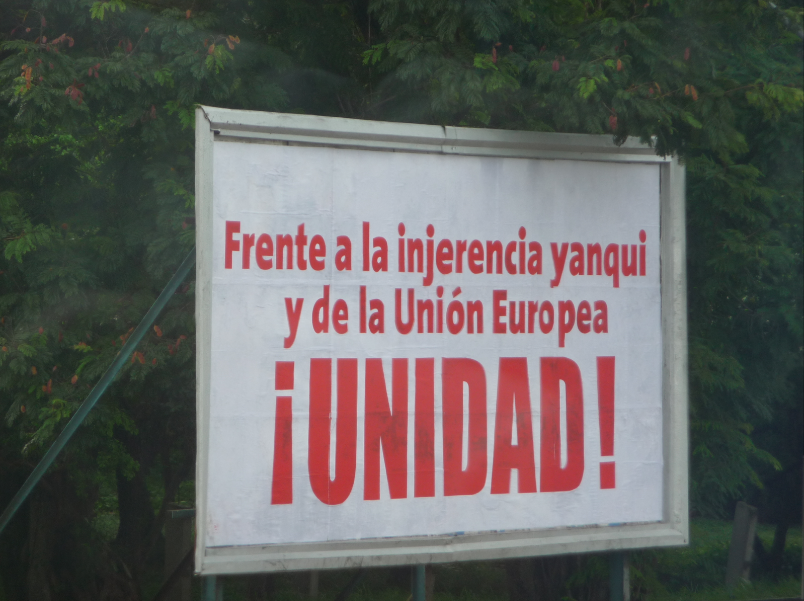 Frente a la injerencia yanqui
y de la Unión Europea
¡UNIDAD!